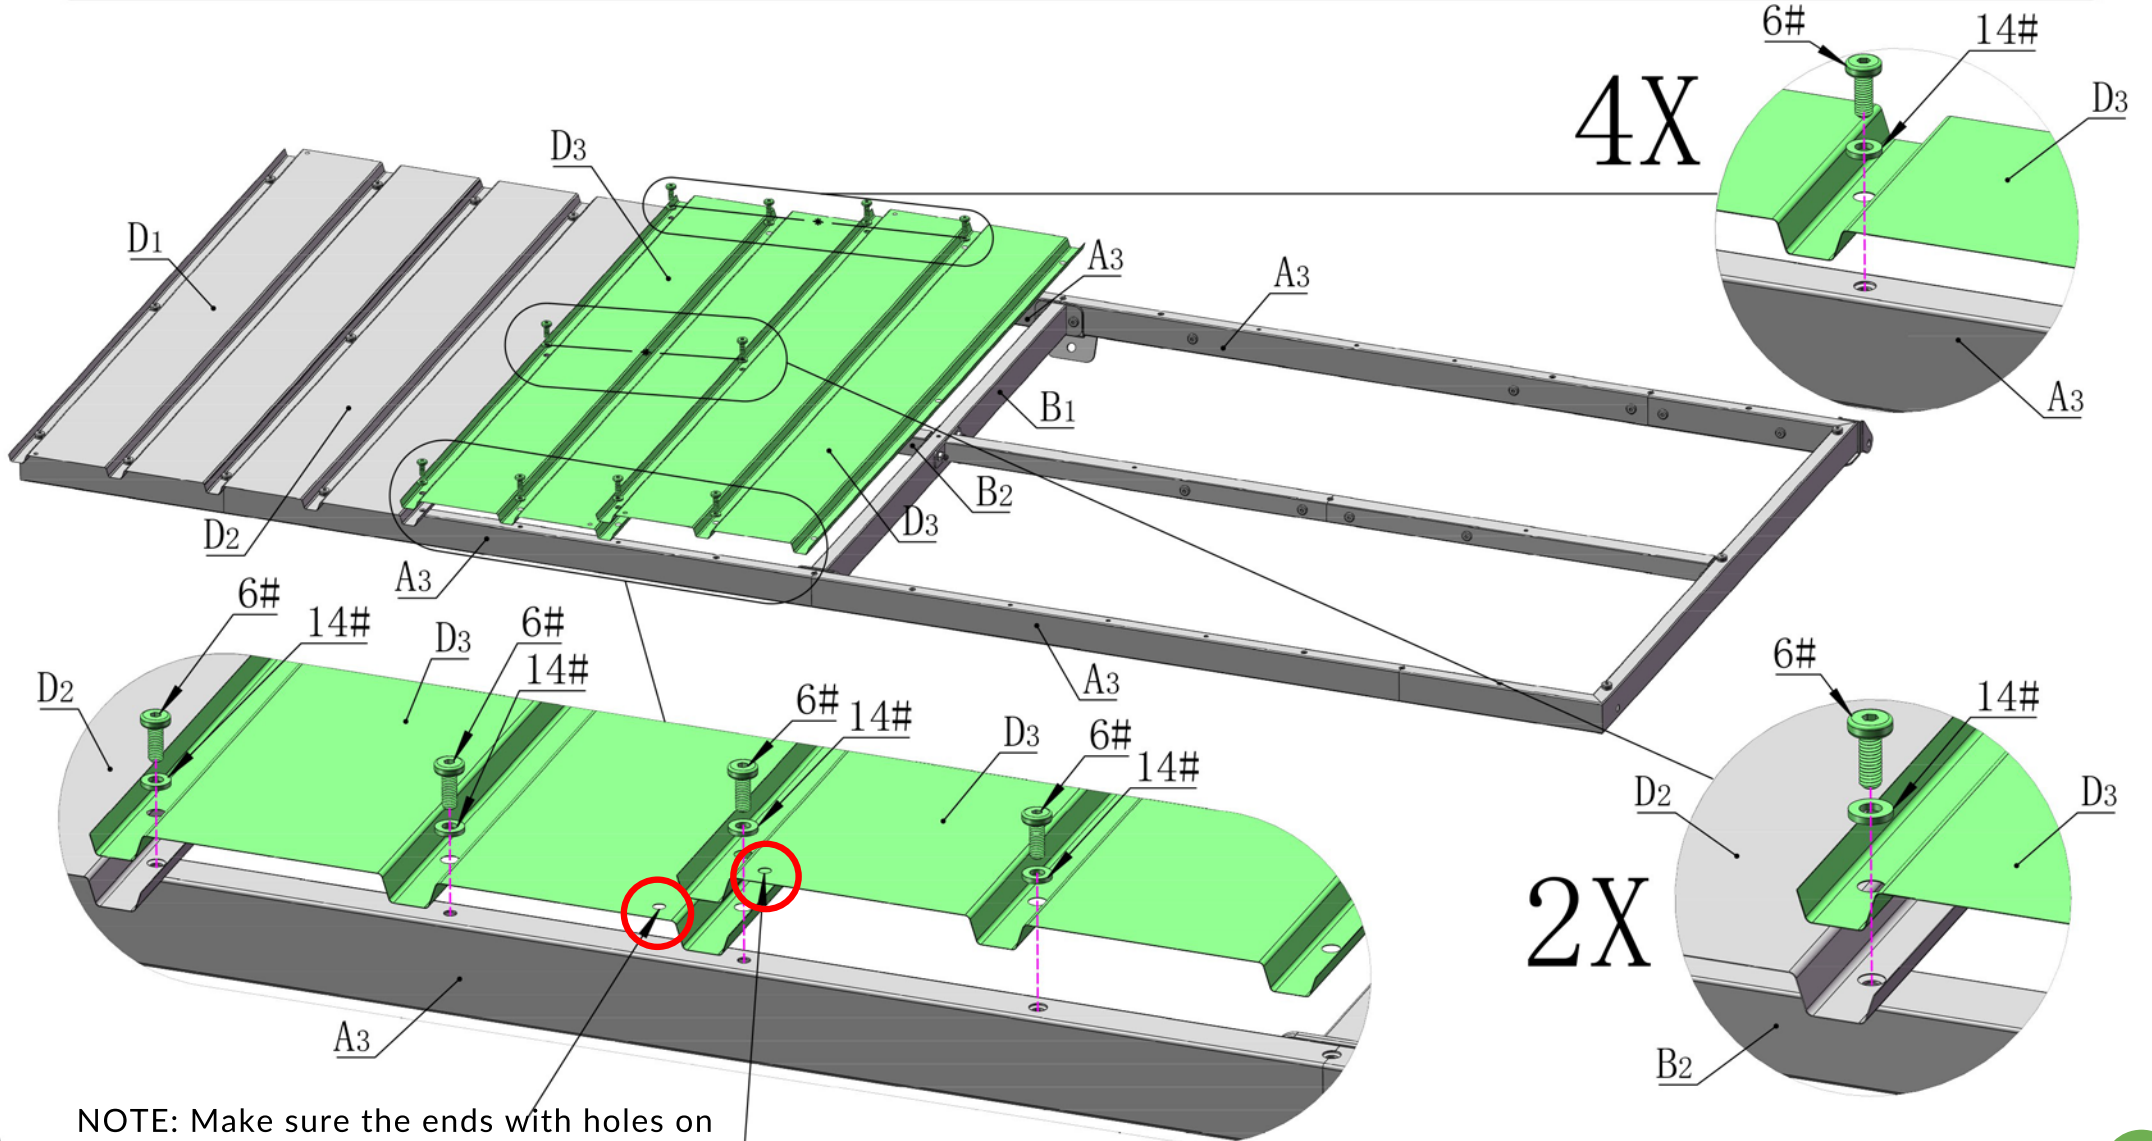 6#
14#
4X
D3
D3
D1
A3
A3
A3
B1
B2
D3
D2
A3
6#
14#
D3
6#
14#
D2
6#
14#
D3
6#
14#
A3
6#
14#
D2
D3
2X
B2
A3
NOTE: Make sure the ends with holes on